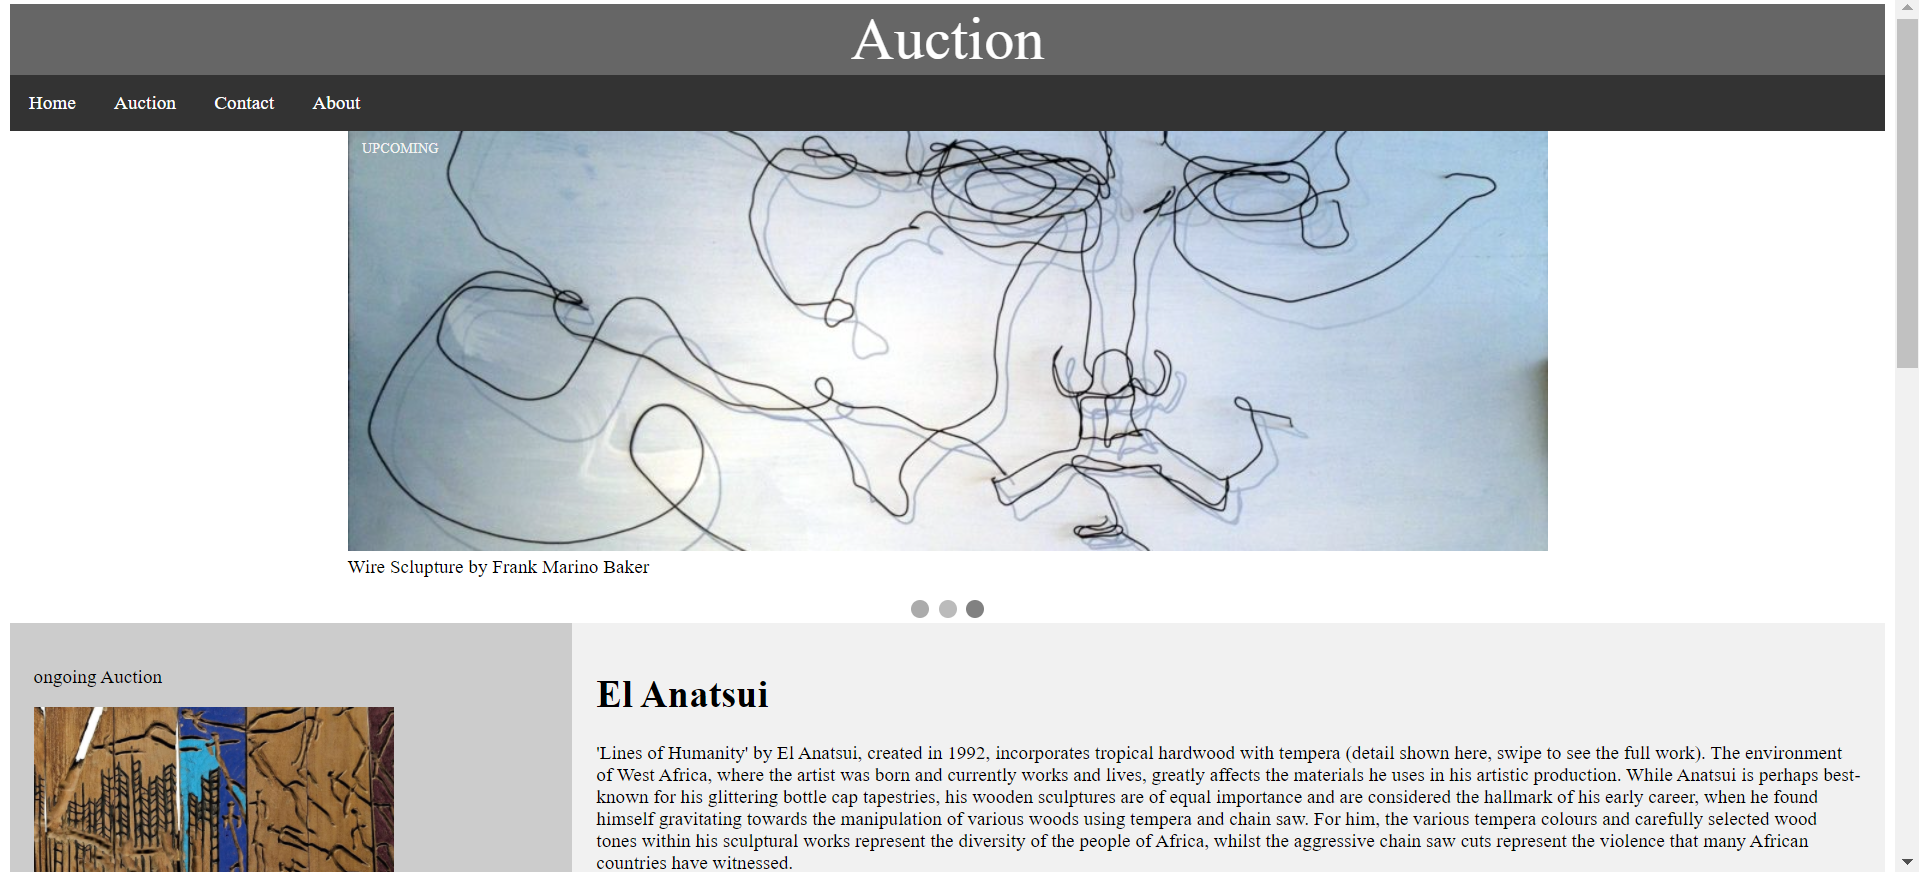 Auction
Home Auction Contact About
UPCOMING
Wire Sclupture by Frank Marino Baker
ongoing Auction
El Anatsui
'Lines of Humanity' by El Anatsui, created in 1992, incorporates tropical hardwood with tempera (detail shown here, swipe to see the full work). The environment
of West Africa, where the artist was born and currently works and lives, greatly affects the materials he uses in his artistic production. While Anatsui is perhaps best-
known for his glittering bottle cap tapestries, his wooden sculptures are of equal importance and are considered the hallmark of his early career, when he found
himself gravitating towards the manipulation of various woods using tempera and chain saw. For him, the various tempera colours and carefully selected wood
tones within his sculptural works represent the diversity of the people of Africa, whilst the aggressive chain saw cuts represent the violence that many African
countries have witnessed.